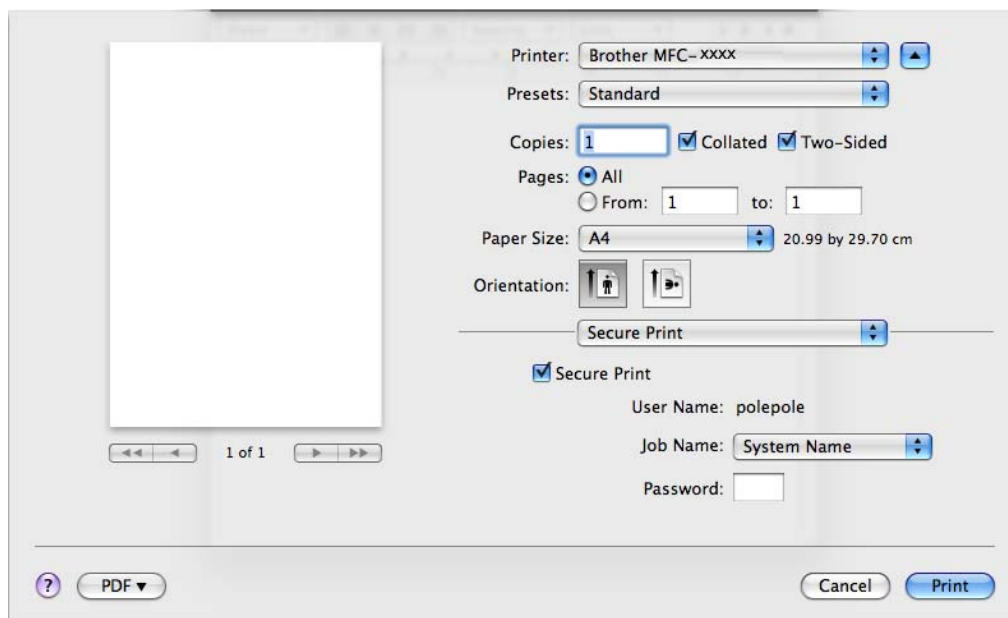 Printer: Brother MFC-xxxx
Presets: Standard
Copies: 1 Collated Two-Sided
Pages: All
From: 1 to: 1
Paper Size: A4 20.99 by 29.70 cm
Orientation:
Secure Print
Secure Print
User Name: polepole
1 of 1
Job Name: System Name
Password:
? PDF ▼ Cancel Print